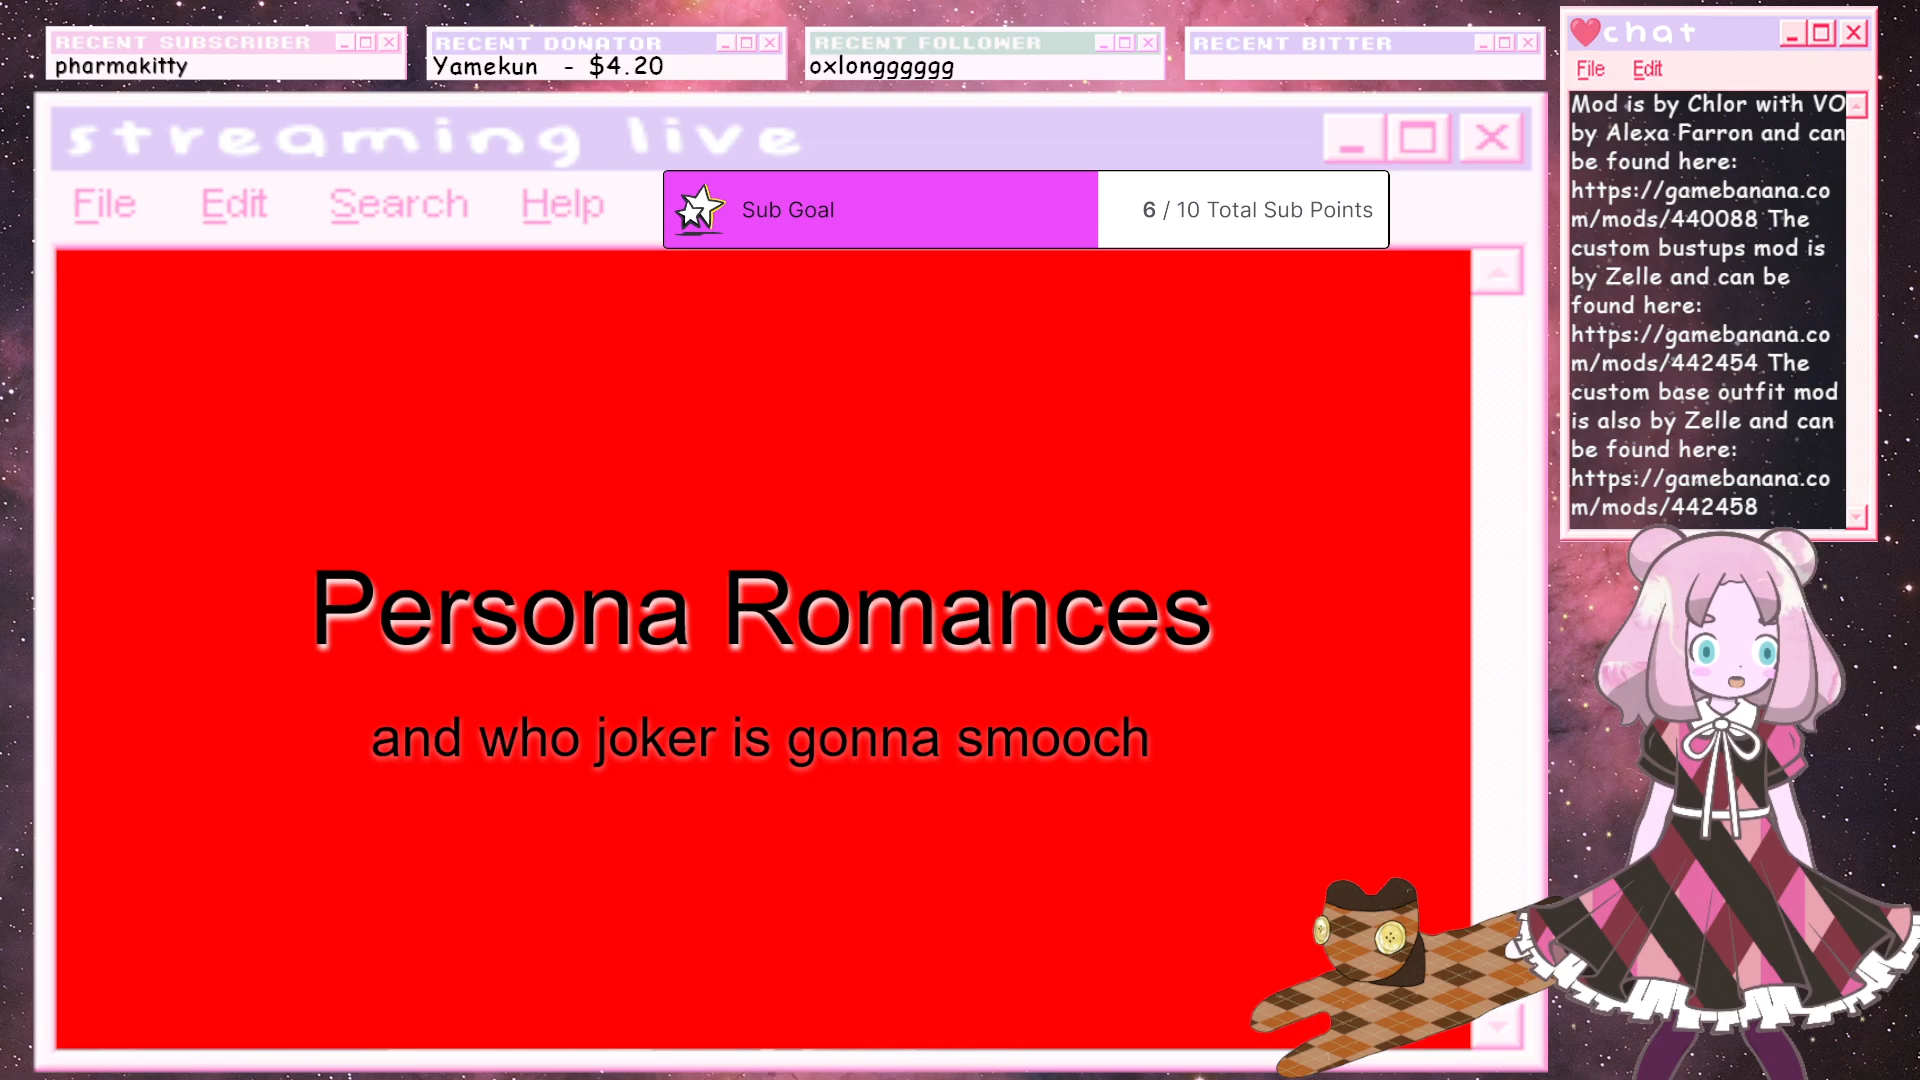 RECENT SUBSCRIBER
pharmakitty
RECENT DONATOR
Yamekun - $4.20
RECENT FOLLOWER
oxlongggggg
RECENT BITTER
streaming live
File Edit Search Help
Sub Goal 6 / 10 Total Sub Points
Persona Romances
and who joker is gonna smooch
chat
File Edit
Mod is by Chlor with VO
by Alexa Farron and can
be found here:
https://gamebanana.co
m/mods/440088 The
custom bustups mod is
by Zelle and can be
found here:
https://gamebanana.co
m/mods/442454 The
custom base outfit mod
is also by Zelle and can
be found here:
https://gamebanana.co
m/mods/442458